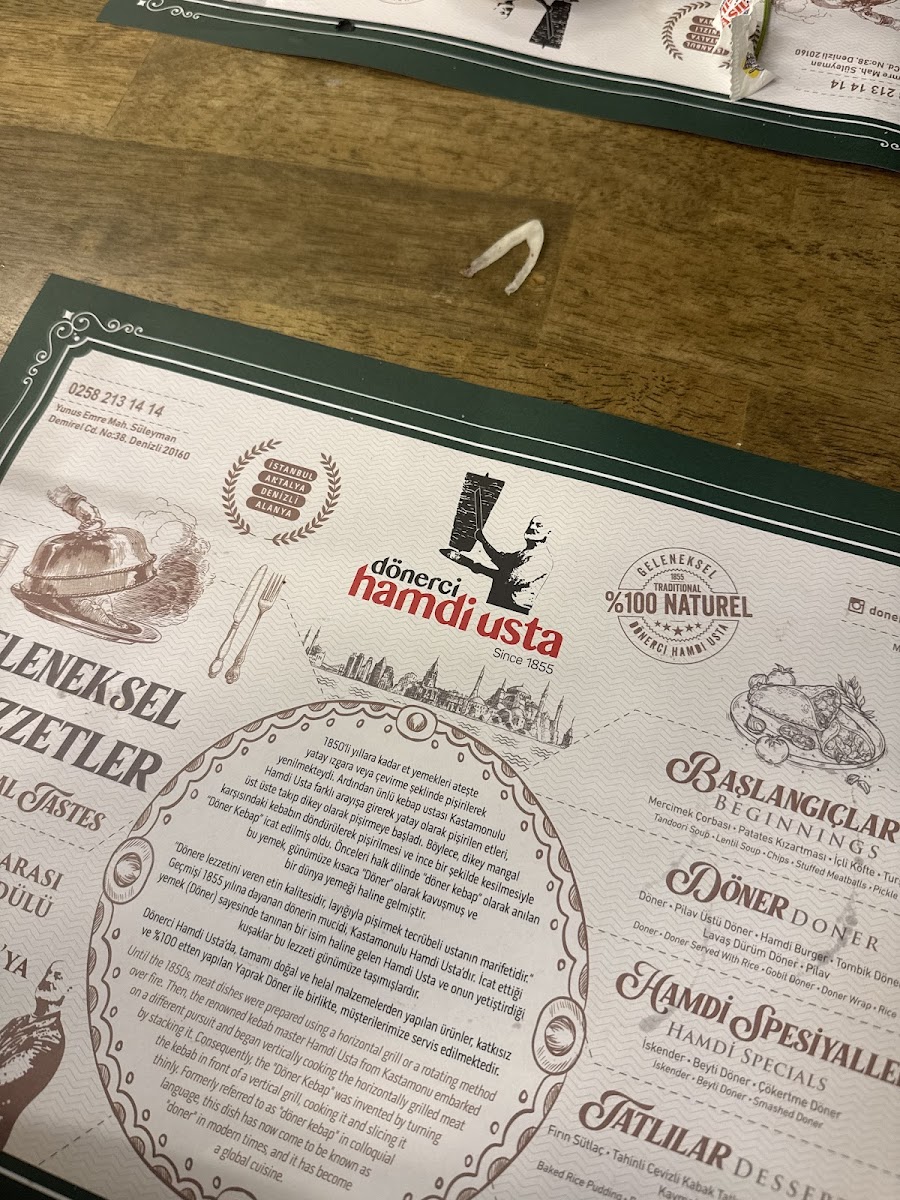 213 14 14
Süleyman
No:38, Denizli 20160
0258 213 14 14
Yunus Emre Mah. Süleyman
Demirel Cd. No:38, Denizli 20160
İSTANBUL
ANTALYA
DENİZLİ
ALANYA
dönerci
hamdi usta
Since 1855
GELENEKSEL
1855
TRADITIONAL
%100 NATUREL
DÖNERCİ HAMDİ USTA
TASTES
1850'li yıllara kadar et yemekleri ateşte
yatay ızgara veya çevirme şeklinde pişirilerek
yenilmekteydi. Ardından ünlü kebap ustası Kastamonulu
Hamdi Usta farklı arayışa girerek yatay olarak pişirilen etleri,
üst üste takıp dikey olarak pişirmeye başladı. Böylece, dikey mangal
karşısındaki kebabın döndürülerek pişirilmesi ve ince bir şekilde kesilmesiyle
"Döner Kebap" icat edilmiş oldu. Önceleri halk dilinde "döner kebap" olarak anılan
bu yemek, günümüze kısaca "Döner" olarak kavuşmuş ve
bir dünya yemeği haline gelmiştir.
"Dönere lezzetini veren etin kalitesidir, layığıyla pişirmek tecrübeli ustanın marifetidir."
Geçmişi 1855 yılına dayanan dönerin mucidi, Kastamonulu Hamdi Usta'dır. İcat ettiği
yemek (Döner) sayesinde tanınan bir isim haline gelen Hamdi Usta ve onun yetiştirdiği
kuşaklar bu lezzeti günümüze taşımışlardır.
Dönerci Hamdi Usta'da, tamamı doğal ve helal malzemelerden yapılan ürünler, katkısız
ve %100 etten yapılan Yaprak Döner ile birlikte, müşterilerimize servis edilmektedir.
Until the 1850s, meat dishes were prepared using a horizontal grill or a rotating method
over fire. Then, the renowned kebab master Hamdi Usta from Kastamonu embarked
on a different pursuit and began vertically cooking the horizontally grilled meat
by stacking it. Consequently, the "Döner Kebap" was invented by turning
the kebab in front of a vertical grill, cooking it and slicing it
thinly. Formerly referred to as "döner kebap" in colloquial
language, this dish has now come to be known as
"doner" in modern times, and it has become
a global cuisine.
BAŞLANGIÇLAR
BEGINNINGS
Mercimek Çorbası • Patates Kızartması • İçli Köfte
Tandoori Soup • Lentil Soup • Chips • Stuffed Meatballs • Pickle
DÖNER DONER
Döner • Pilav Üstü Döner • Hamdi Burger • Tombik Döner
Lavaş Dürüm Döner • Pilav
Doner • Doner Served With Rice • Gobit Doner • Doner Wrap • Rice
HAMDİ
HAMDİ SPECIALS
İskender • Beyti Döner • Çökertme Döner
Iskender • Beyti Doner • Smashed Doner
TATLILAR
Fırın Sütlaç • Tahinli Cevizli Kabak
Baked Rice Pudding •